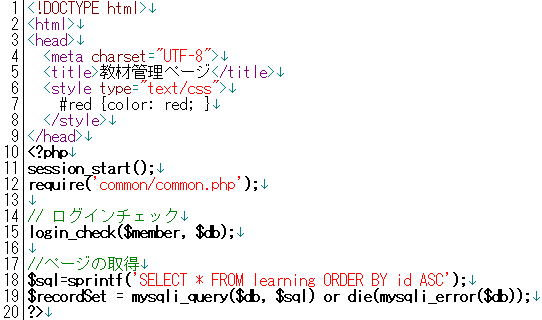 1 <!DOCTYPE html>↓
2 <html>↓
3 <head>↓
4 <meta charset="UTF-8">↓
5 <title>教材管理ページ</title>↓
6 <style type="text/css">↓
7 #red {color: red; }↓
8 </style>↓
9 </head>↓
10 <?php↓
11 session_start();↓
12 require('common/common.php');↓
13 ↓
14 // ログインチェック↓
15 login_check($member, $db);↓
16 ↓
17 //ページの取得↓
18 $sql=sprintf('SELECT * FROM learning ORDER BY id ASC');↓
19 $recordSet = mysqli_query($db, $sql) or die(mysqli_error($db));↓
20 ?>↓